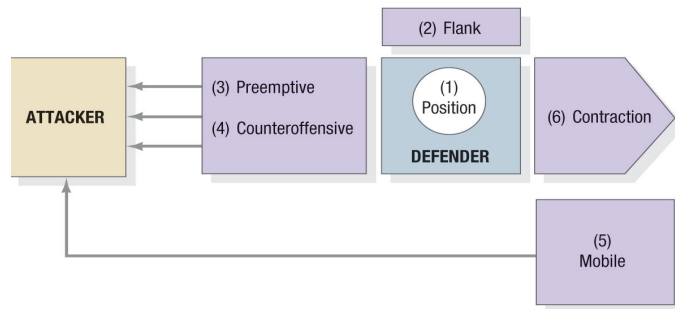 (2) Flank
ATTACKER
(3) Preemptive
(4) Counteroffensive
(1)
Position
DEFENDER
(6) Contraction
(5)
Mobile